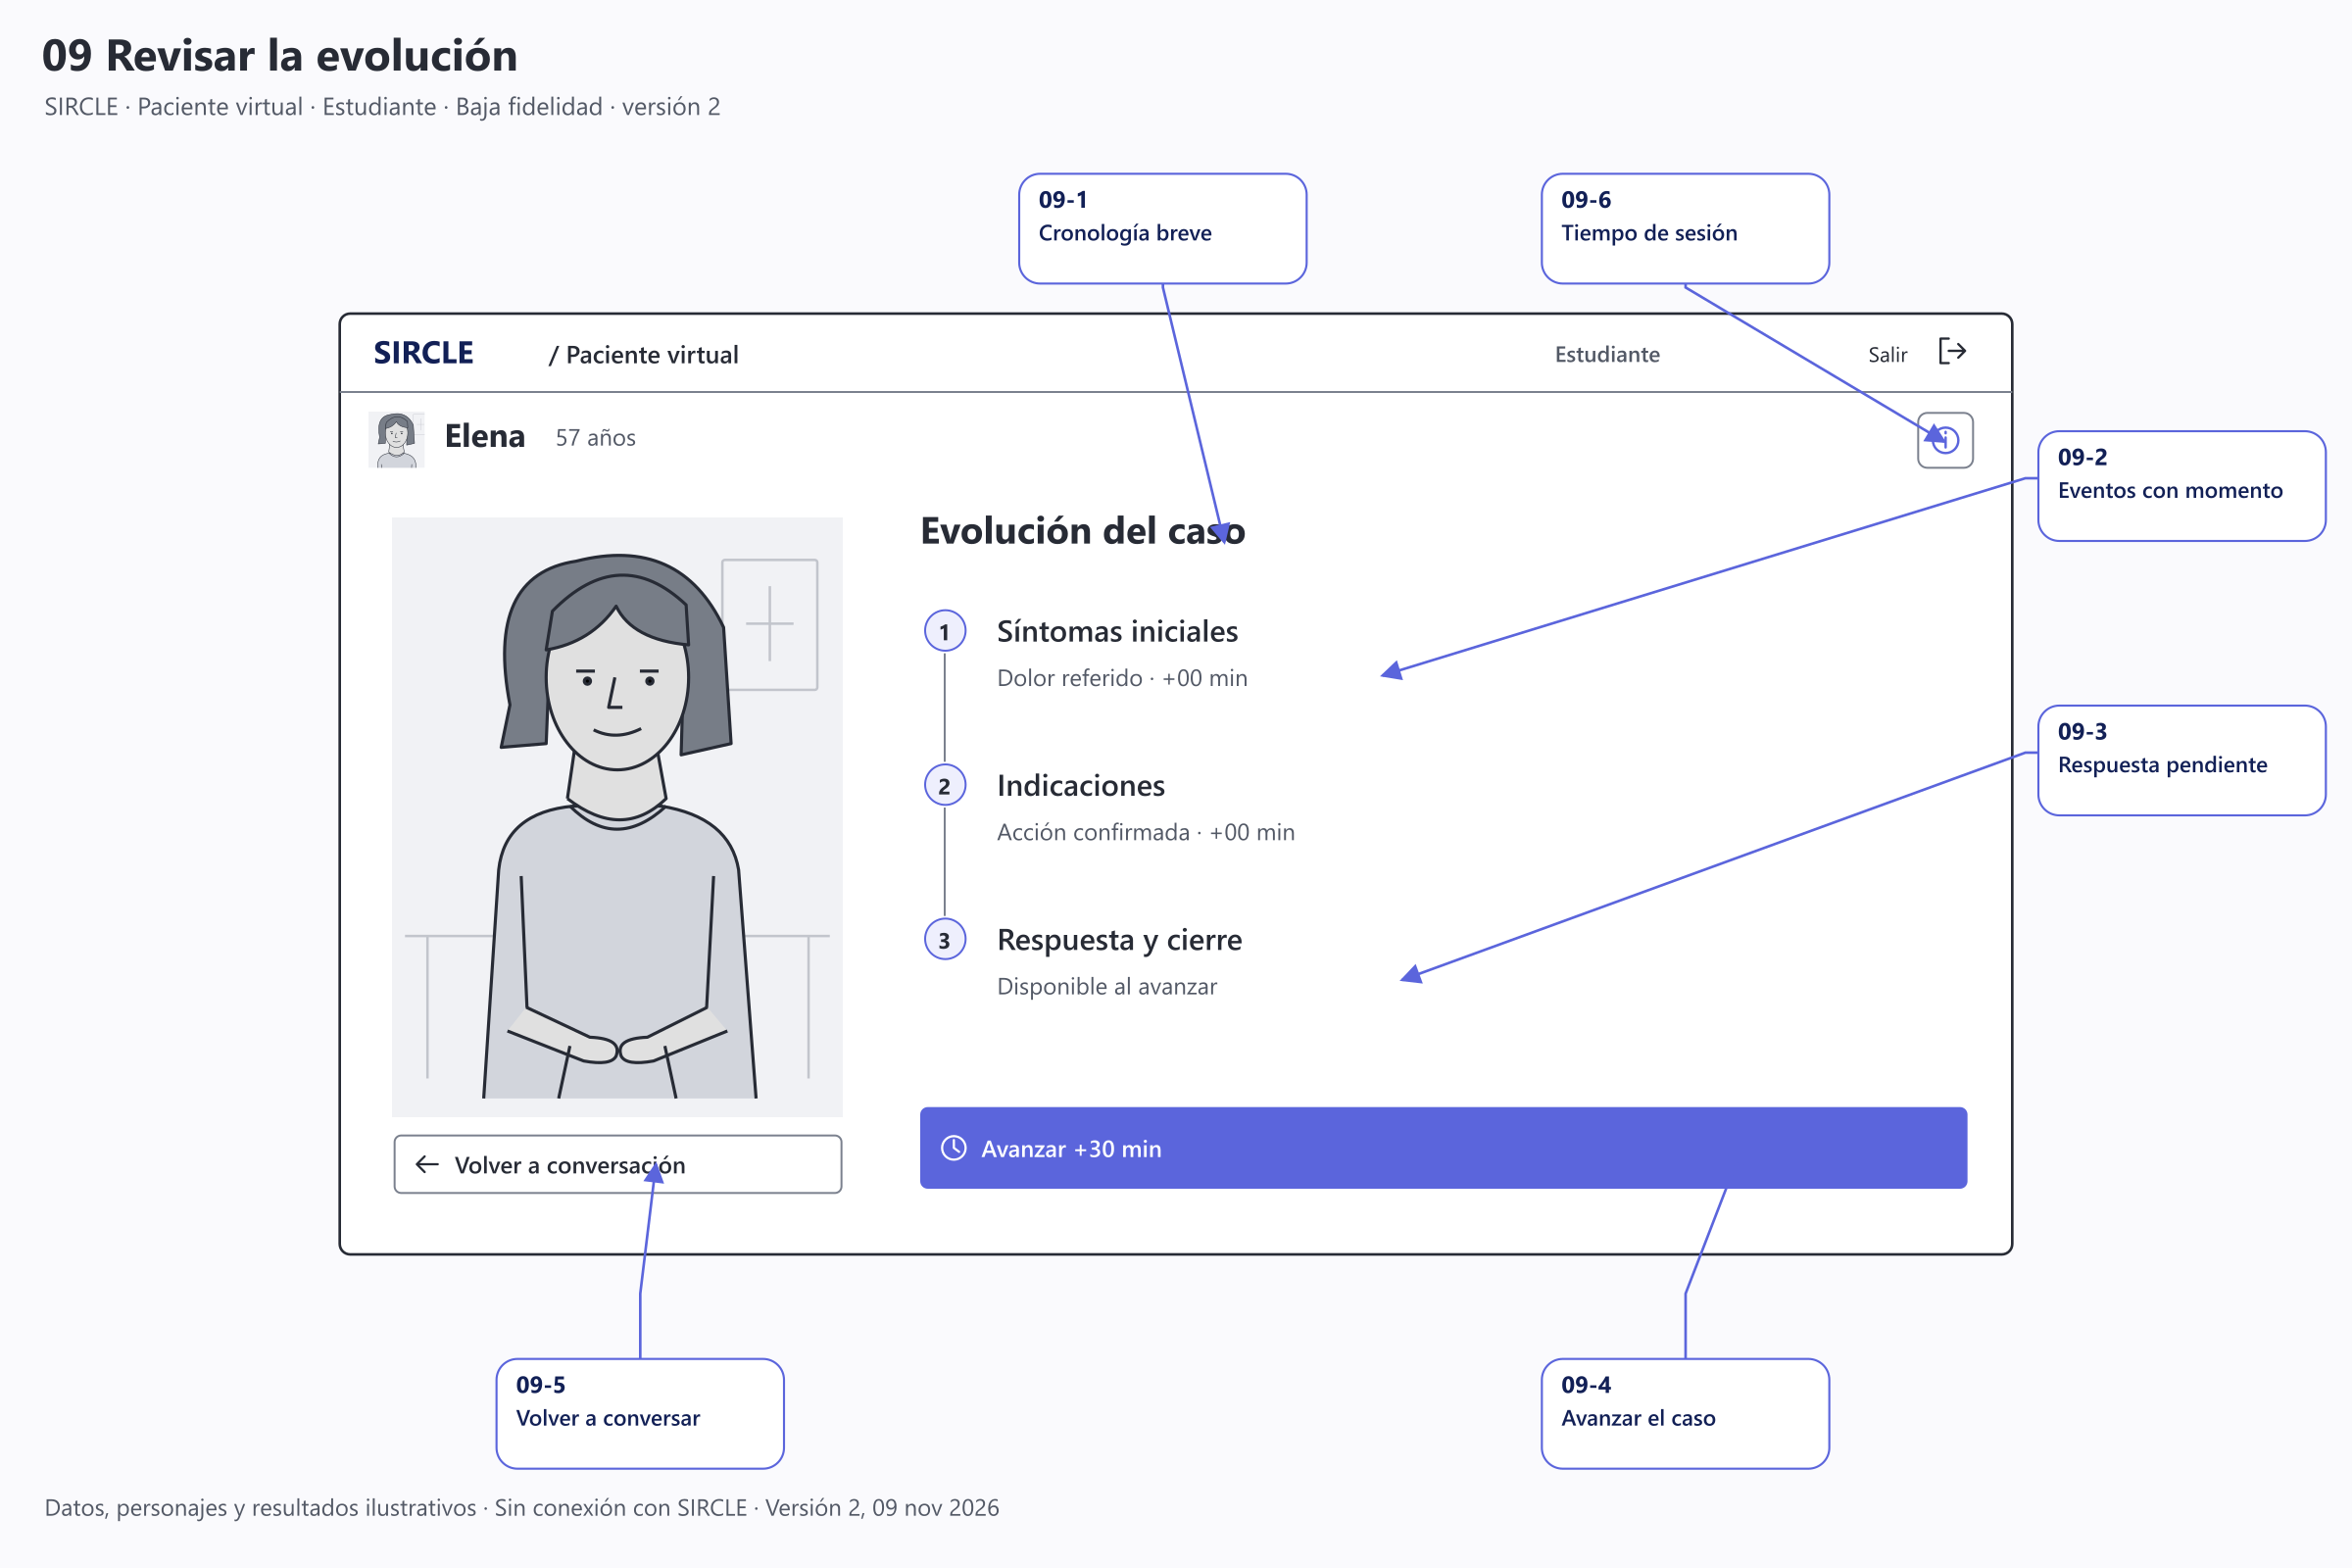 09 Revisar la evolución
SIRCLE · Paciente virtual · Estudiante · Baja fidelidad · versión 2
09-1
Cronología breve
09-6
Tiempo de sesión
SIRCLE / Paciente virtual Estudiante Salir
Elena 57 años
09-2
Eventos con momento
Evolución del caso
1 Síntomas iniciales
Dolor referido · +00 min
09-3
Respuesta pendiente
2 Indicaciones
Acción confirmada · +00 min
3 Respuesta y cierre
Disponible al avanzar
Avanzar +30 min
Volver a conversación
09-5
Volver a conversar
09-4
Avanzar el caso
Datos, personajes y resultados ilustrativos · Sin conexión con SIRCLE · Versión 2, 09 nov 2026